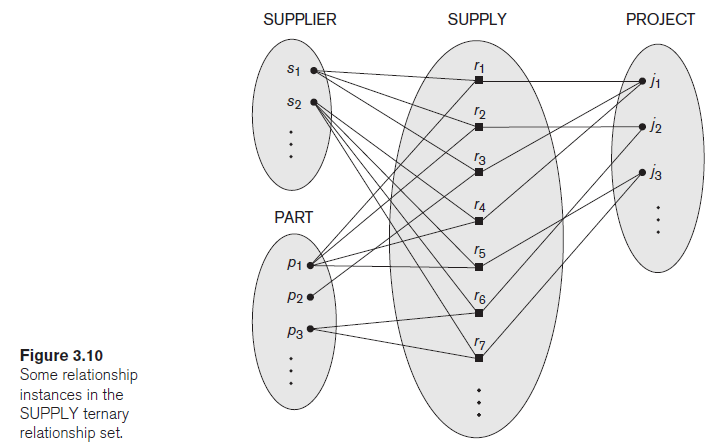 SUPPLIER
SUPPLY
PROJECT
s1
s2
r1
r2
r3
r4
r5
r6
r7
j1
j2
j3
PART
p1
p2
p3
Figure 3.10
Some relationship
instances in the
SUPPLY ternary
relationship set.